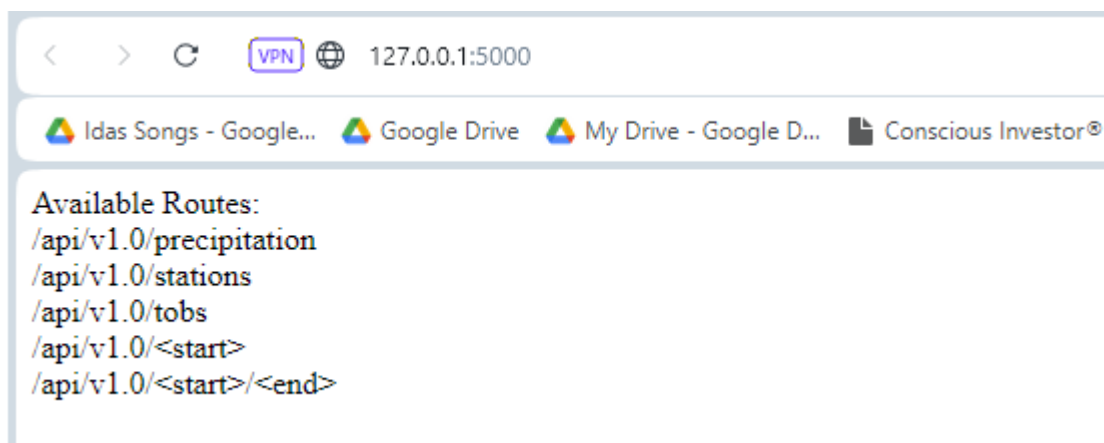 VPN 127.0.0.1:5000
Idas Songs - Google... Google Drive My Drive - Google D... Conscious Investor®
Available Routes:
/api/v1.0/precipitation
/api/v1.0/stations
/api/v1.0/tobs
/api/v1.0/<start>
/api/v1.0/<start>/<end>